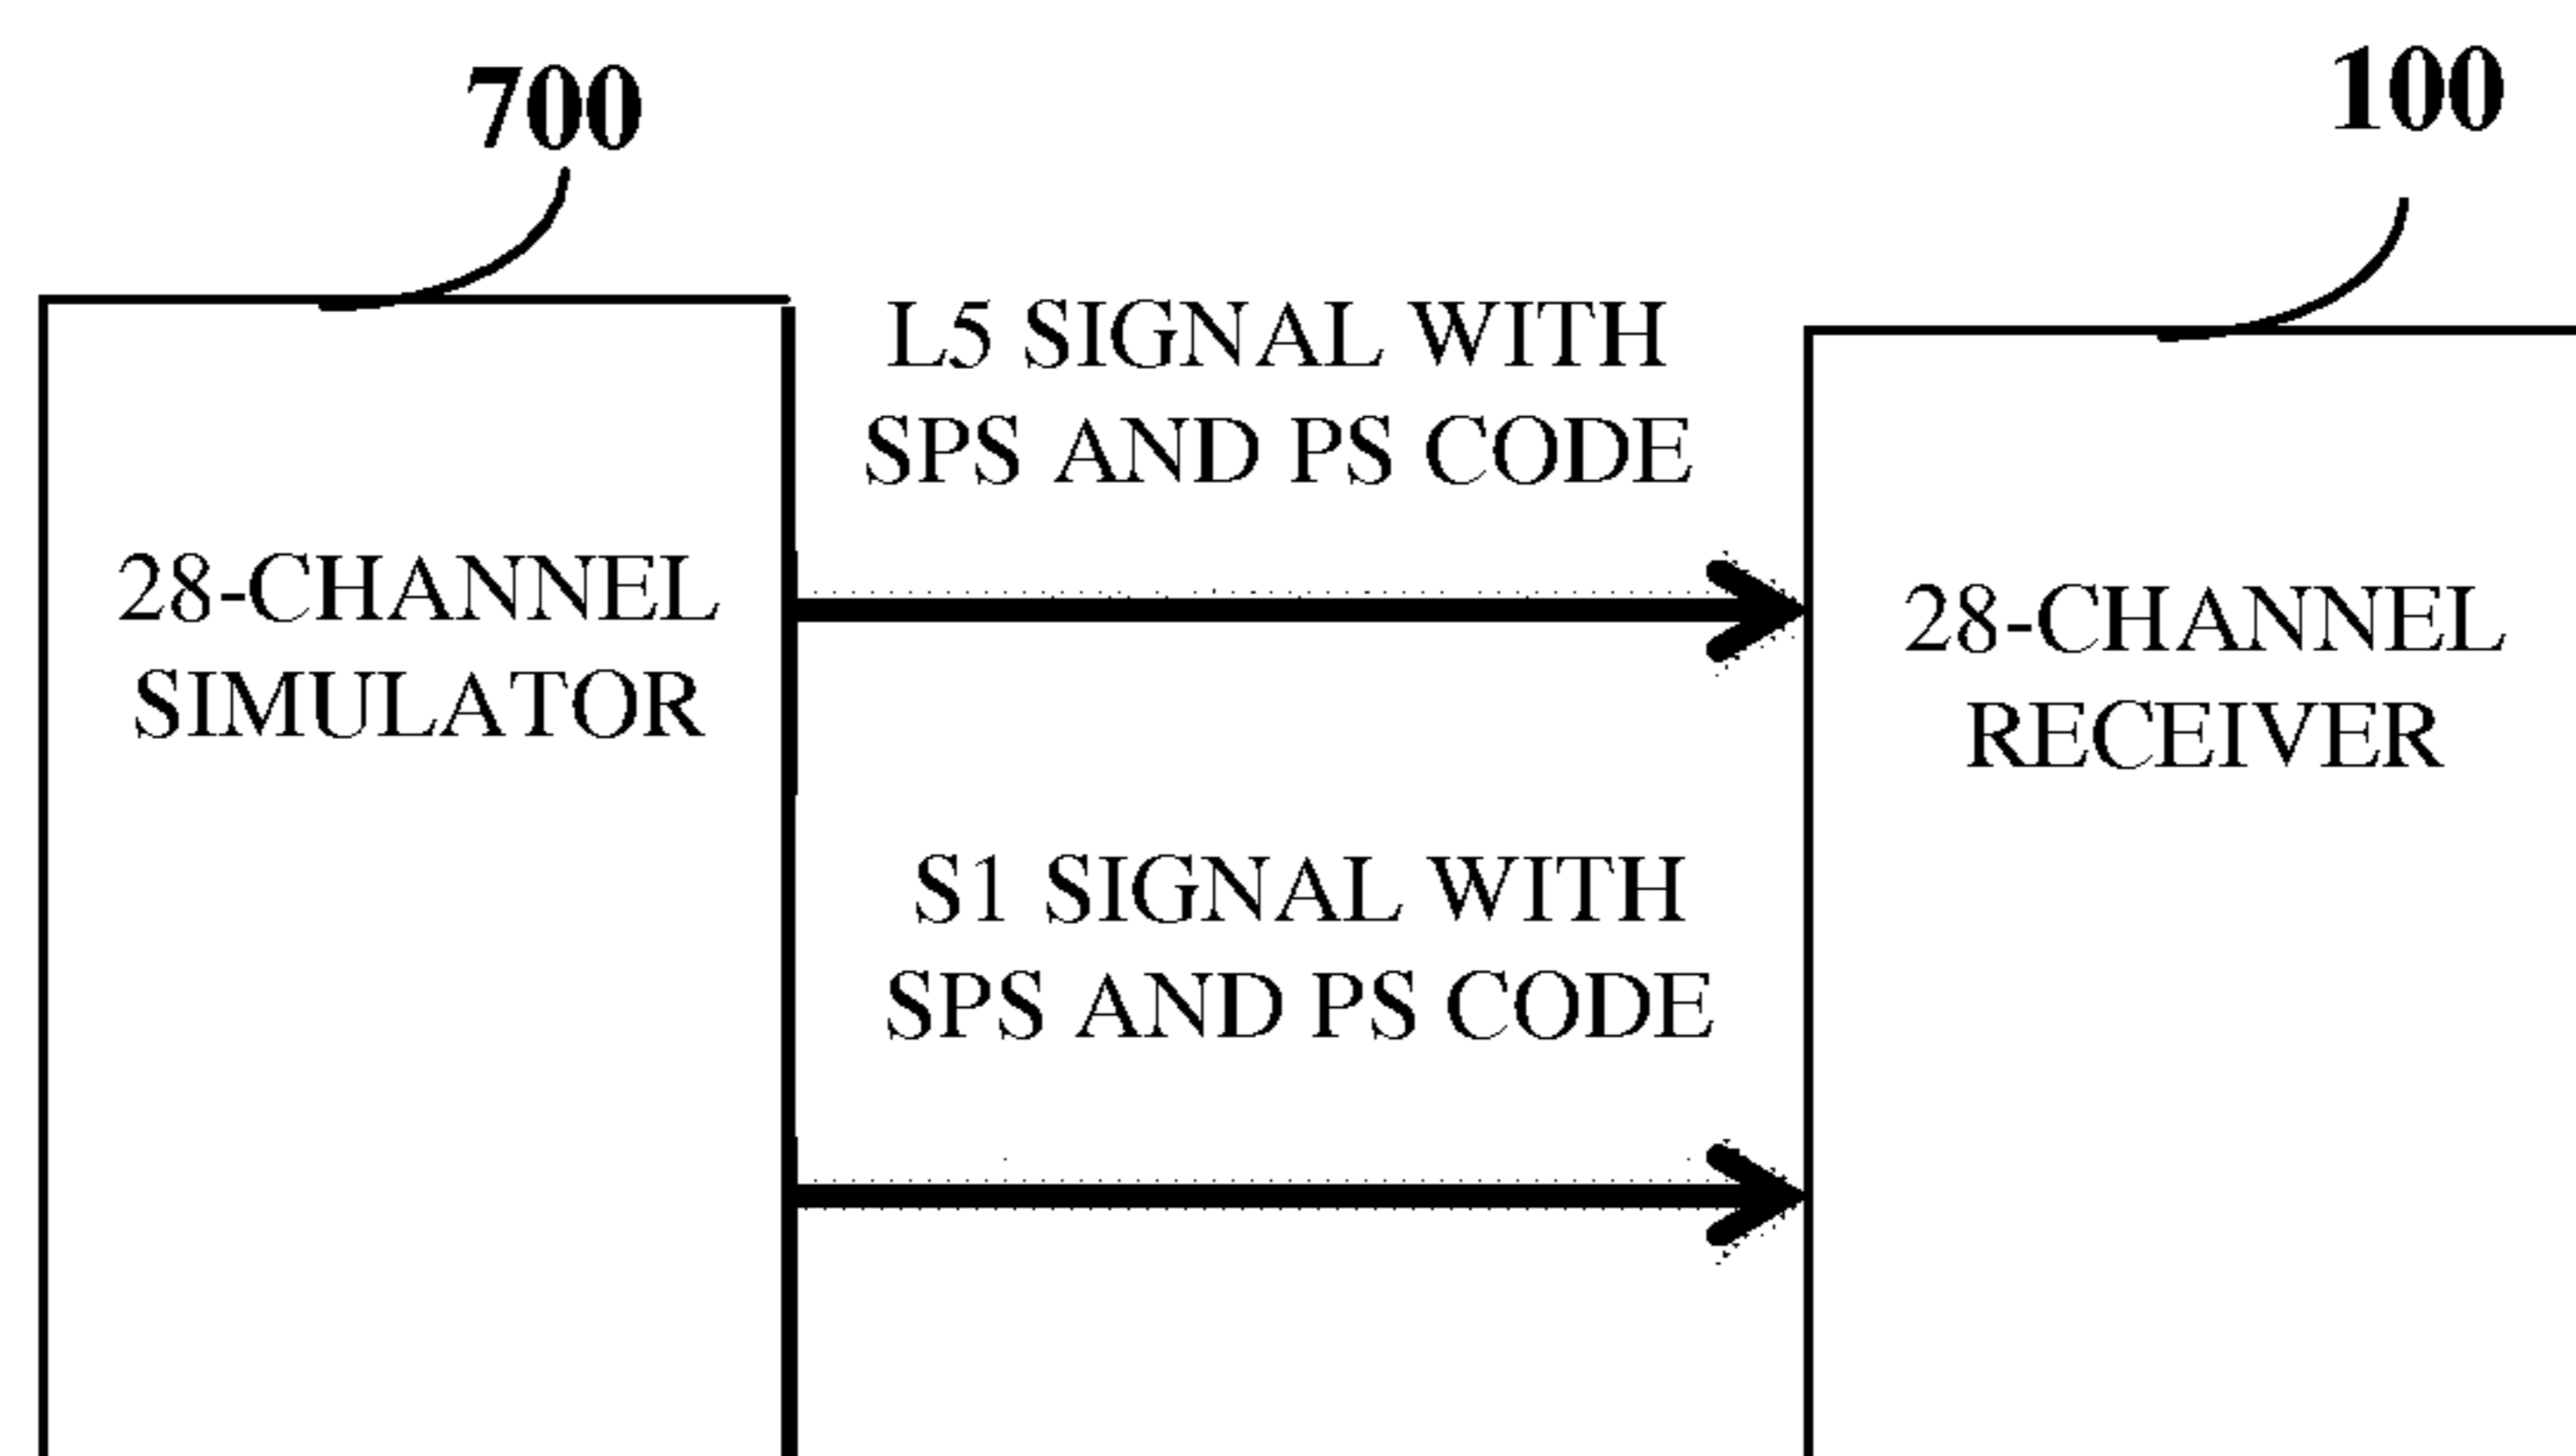 700
100
L5 SIGNAL WITH
SPS AND PS CODE
28-CHANNEL
SIMULATOR
28-CHANNEL
RECEIVER
S1 SIGNAL WITH
SPS AND PS CODE